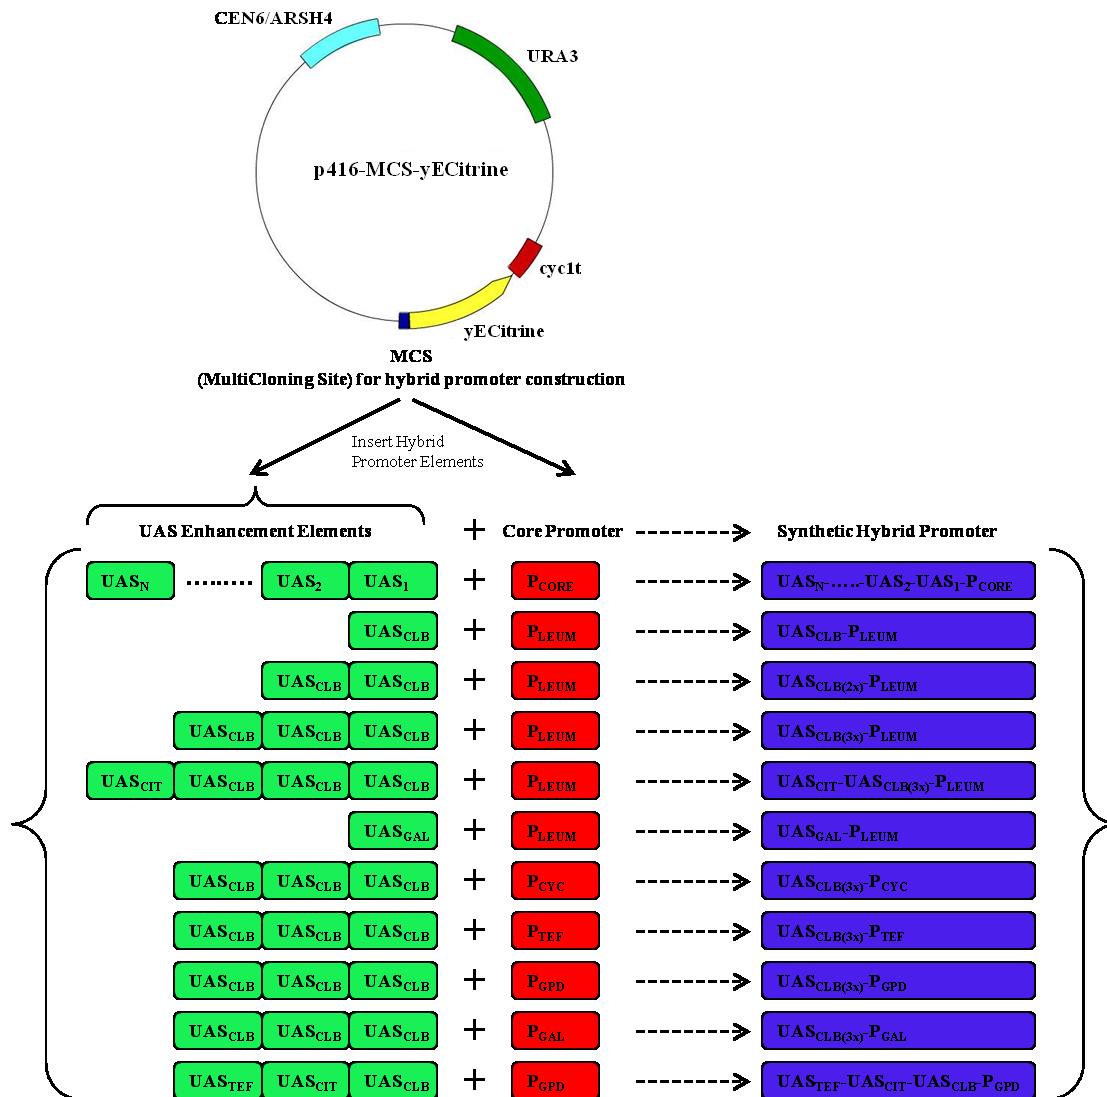 CEN6/ARSH4
URA3
p416-MCS-yECitrine
cyc1t
yECitrine
MCS
(MultiCloning Site) for hybrid promoter construction
Insert Hybrid
Promoter Elements
UAS Enhancement Elements + Core Promoter Synthetic Hybrid Promoter
UASN ......... UAS2 UAS1 + PCORE UASN-.....-UAS2-UAS1-PCORE
UASCLB + PLEUM UASCLB-PLEUM
UASCLB UASCLB + PLEUM UASCLB(2x)-PLEUM
UASCLB UASCLB UASCLB + PLEUM UASCLB(3x)-PLEUM
UASCIT UASCLB UASCLB UASCLB + PLEUM UASCIT-UASCLB(3x)-PLEUM
UASGAL + PLEUM UASGAL-PLEUM
UASCLB UASCLB UASCLB + PCYC UASCLB(3x)-PCYC
UASCLB UASCLB UASCLB + PTEF UASCLB(3x)-PTEF
UASCLB UASCLB UASCLB + PGPD UASCLB(3x)-PGPD
UASCLB UASCLB UASCLB + PGAL UASCLB(3x)-PGAL
UASTEF UASCIT UASCLB + PGPD UASTEF-UASCIT-UASCLB-PGPD